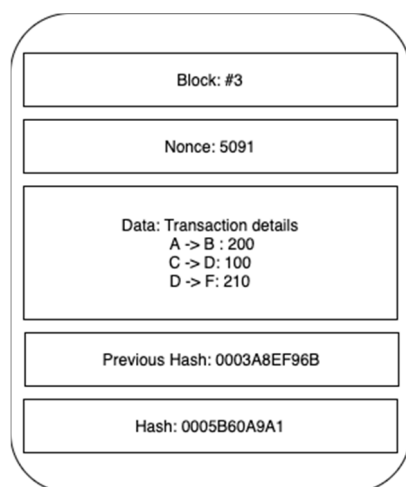 Block: #3
Nonce: 5091
Data: Transaction details
A -> B : 200
C -> D: 100
D -> F: 210
Previous Hash: 0003A8EF96B
Hash: 0005B60A9A1